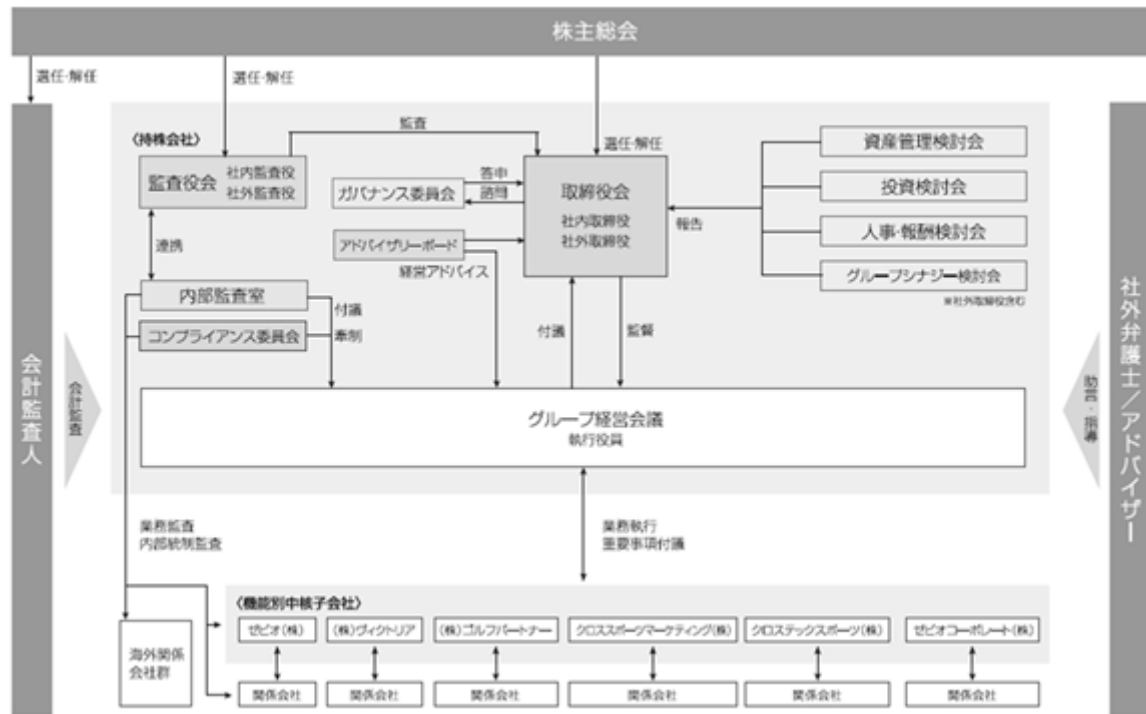 株主総会
選任・解任
選任・解任
選任・解任
〈持株会社〉
監査
監査役会
社内監査役
社外監査役
ガバナンス委員会
答申
諮問
取締役会
社内取締役
社外取締役
アドバイザリーボード
経営アドバイス
報告
資産管理検討会
投資検討会
人事・報酬検討会
グループシナジー検討会
※社外取締役含む
連携
内部監査室
付議
コンプライアンス委員会
牽制
付議
監督
グループ経営会議
執行役員
会計監査人
会計監査
助言・指導
社外弁護士／アドバイザー
業務監査
内部統制監査
業務執行
重要事項付議
〈機能別中核子会社〉
ゼビオ(株)
(株)ヴィクトリア
(株)ゴルフパートナー
クロススポーツマーケティング(株)
クロステックスポーツ(株)
ゼビオコーポレート(株)
海外関係
会社群
関係会社
関係会社
関係会社
関係会社
関係会社
関係会社